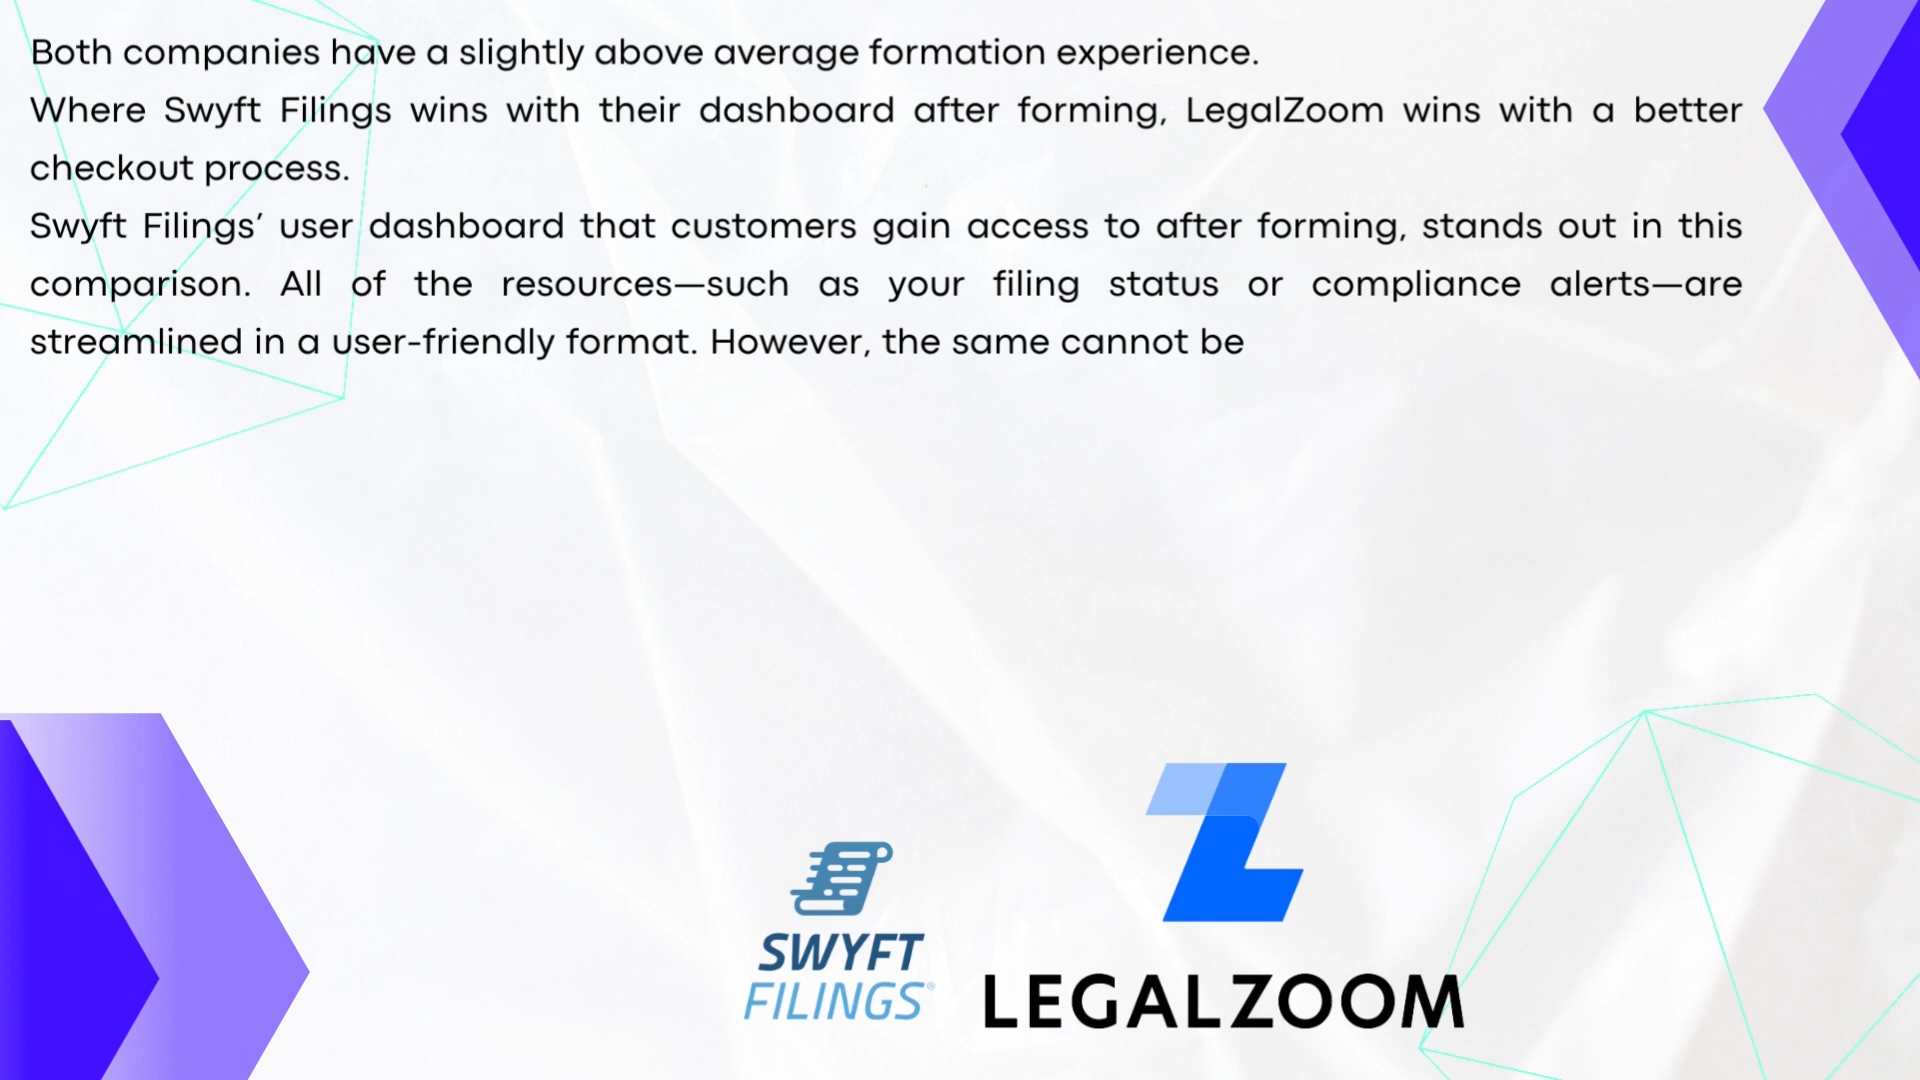 Both companies have a slightly above average formation experience.
Where Swyft Filings wins with their dashboard after forming, LegalZoom wins with a better
checkout process.
Swyft Filings’ user dashboard that customers gain access to after forming, stands out in this
comparison. All of the resources—such as your filing status or compliance alerts—are
streamlined in a user-friendly format. However, the same cannot be
SWYFT
FILINGS®
LEGALZOOM